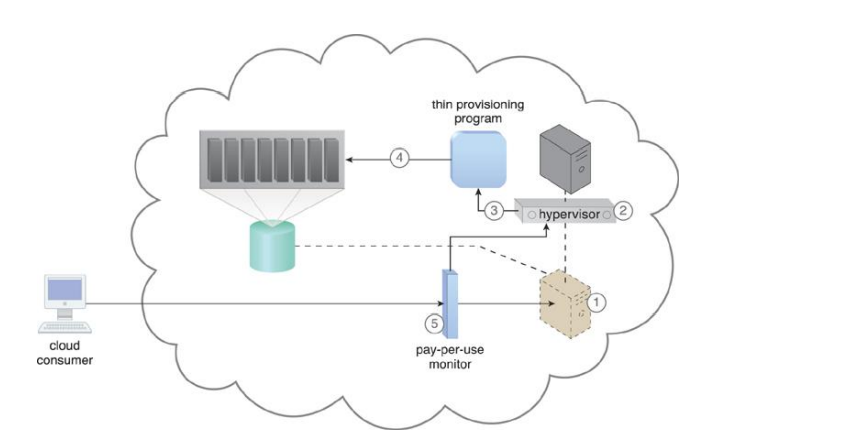 thin provisioning
program
4
3
hypervisor
2
1
5
cloud
consumer
pay-per-use
monitor